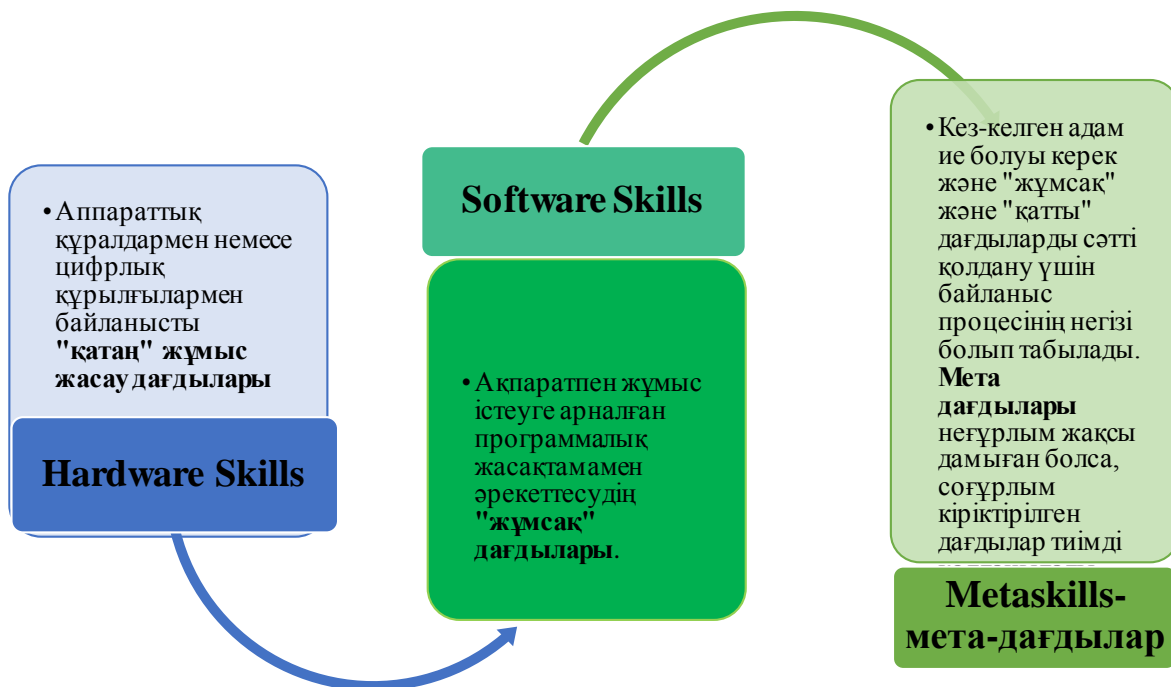 •Аппараттық
құралдармен немесе
цифрлық
құрылғылармен
байланысты
"қатаң" жұмыс
жасау дағдылары
Hardware Skills
Software Skills
•Ақпаратпен жұмыс
істеуге арналған
программалық
жасақтамамен
әрекеттесудің
"жұмсақ"
дағдылары.
•Кез-келген адам
ие болуы керек
және "жұмсақ"
және "қатты"
дағдыларды сәтті
қолдану үшін
байланыс
процесінің негізі
болып табылады.
Мета
дағдылары
неғұрлым жақсы
дамыған болса,
соғұрлым
кіріктірілген
дағдылар тиімді
Metaskills-
мета-дағдылар